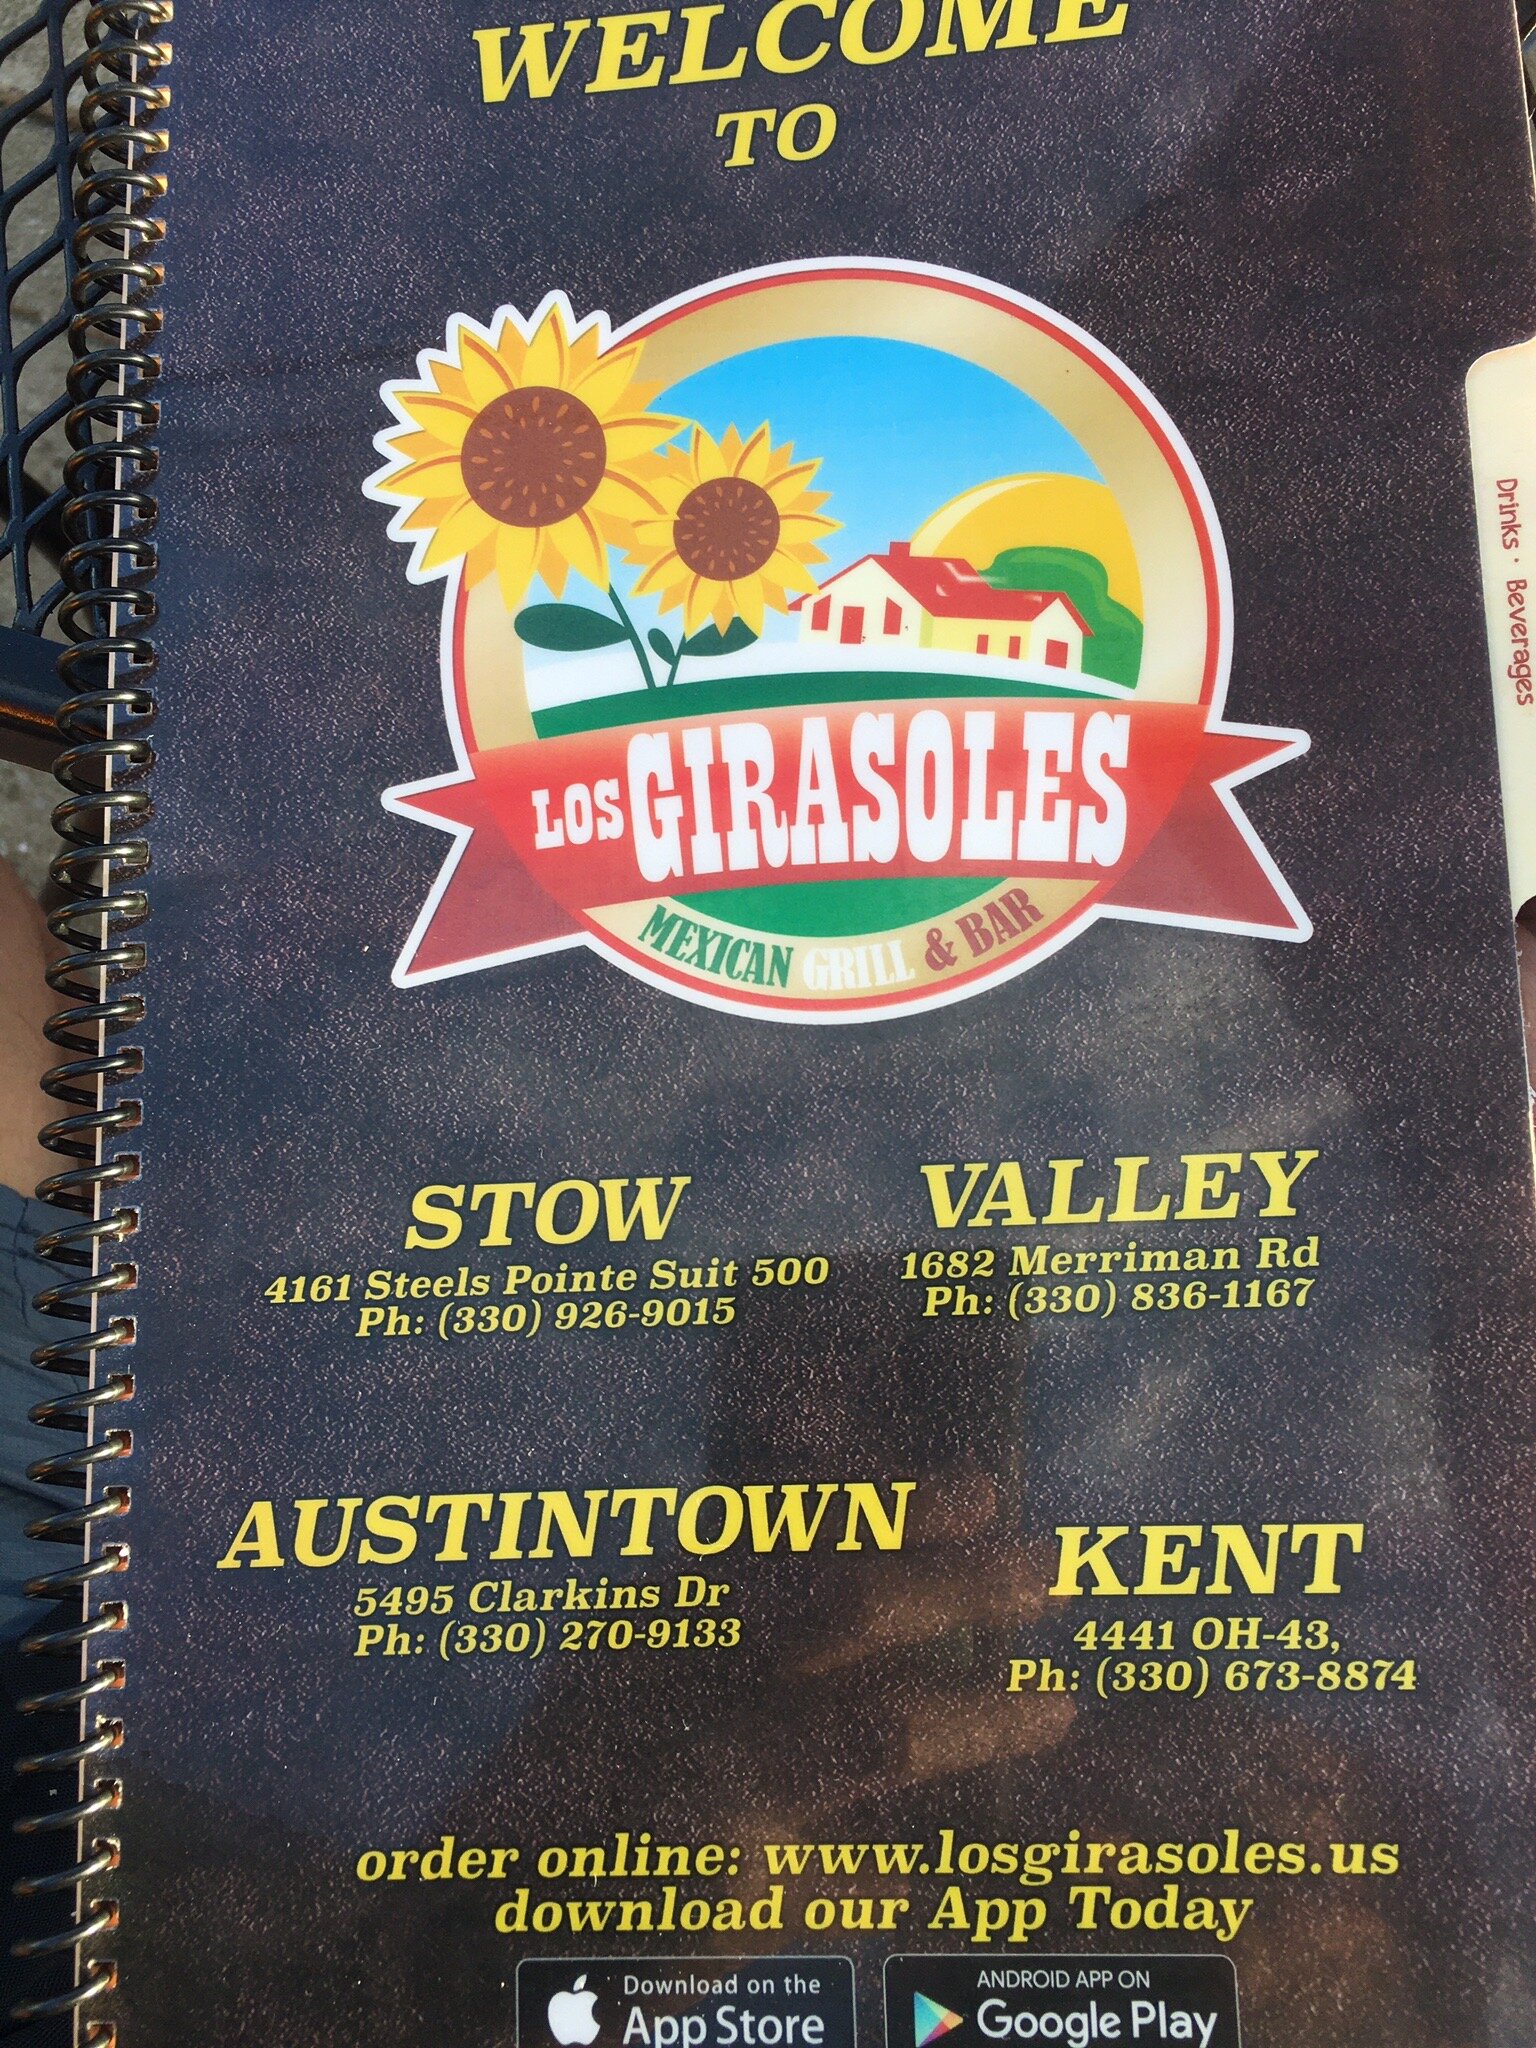 WELCOME
TO
LOS GIRASOLES
MEXICAN GRILL & BAR
Drinks · Beverages
STOW
4161 Steels Pointe Suit 500
Ph: (330) 926-9015
VALLEY
1682 Merriman Rd
Ph: (330) 836-1167
AUSTINTOWN
5495 Clarkins Dr
Ph: (330) 270-9133
KENT
4441 OH-43,
Ph: (330) 673-8874
order online: www.losgirasoles.us
download our App Today
Download on the
App Store
ANDROID APP ON
Google Play